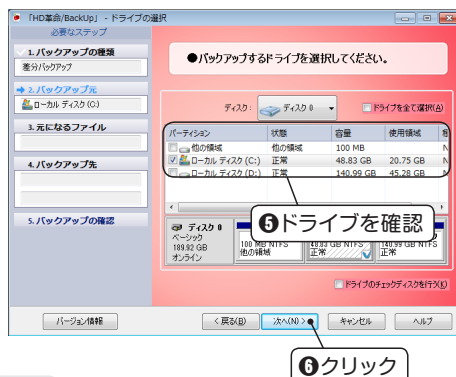 「HD革命/BackUp」 - ドライブの選択
必要なステップ
1. バックアップの種類
差分バックアップ
2. バックアップ元
ローカル ディスク (C:)
3. 元になるファイル
4. バックアップ先
5. バックアップの確認
●バックアップするドライブを選択してください。
ディスク: ディスク 0
ドライブを全て選択(A)
パーティション 状態 容量 使用領域
他の領域 他の領域 100 MB N
ローカル ディスク (C:) 正常 48.83 GB 20.75 GB N
ローカル ディスク (D:) 正常 140.99 GB 45.28 GB N
❺ドライブを確認
ディスク 0
ベーシック
189.92 GB
オンライン
100 MB NTFS
他の領域
48.83 GB NTFS
正常
140.99 GB NTFS
正常
ドライブのチェックディスクを行う(K)
バージョン情報
< 戻る(B)
次へ(N) >
キャンセル
ヘルプ
❻クリック